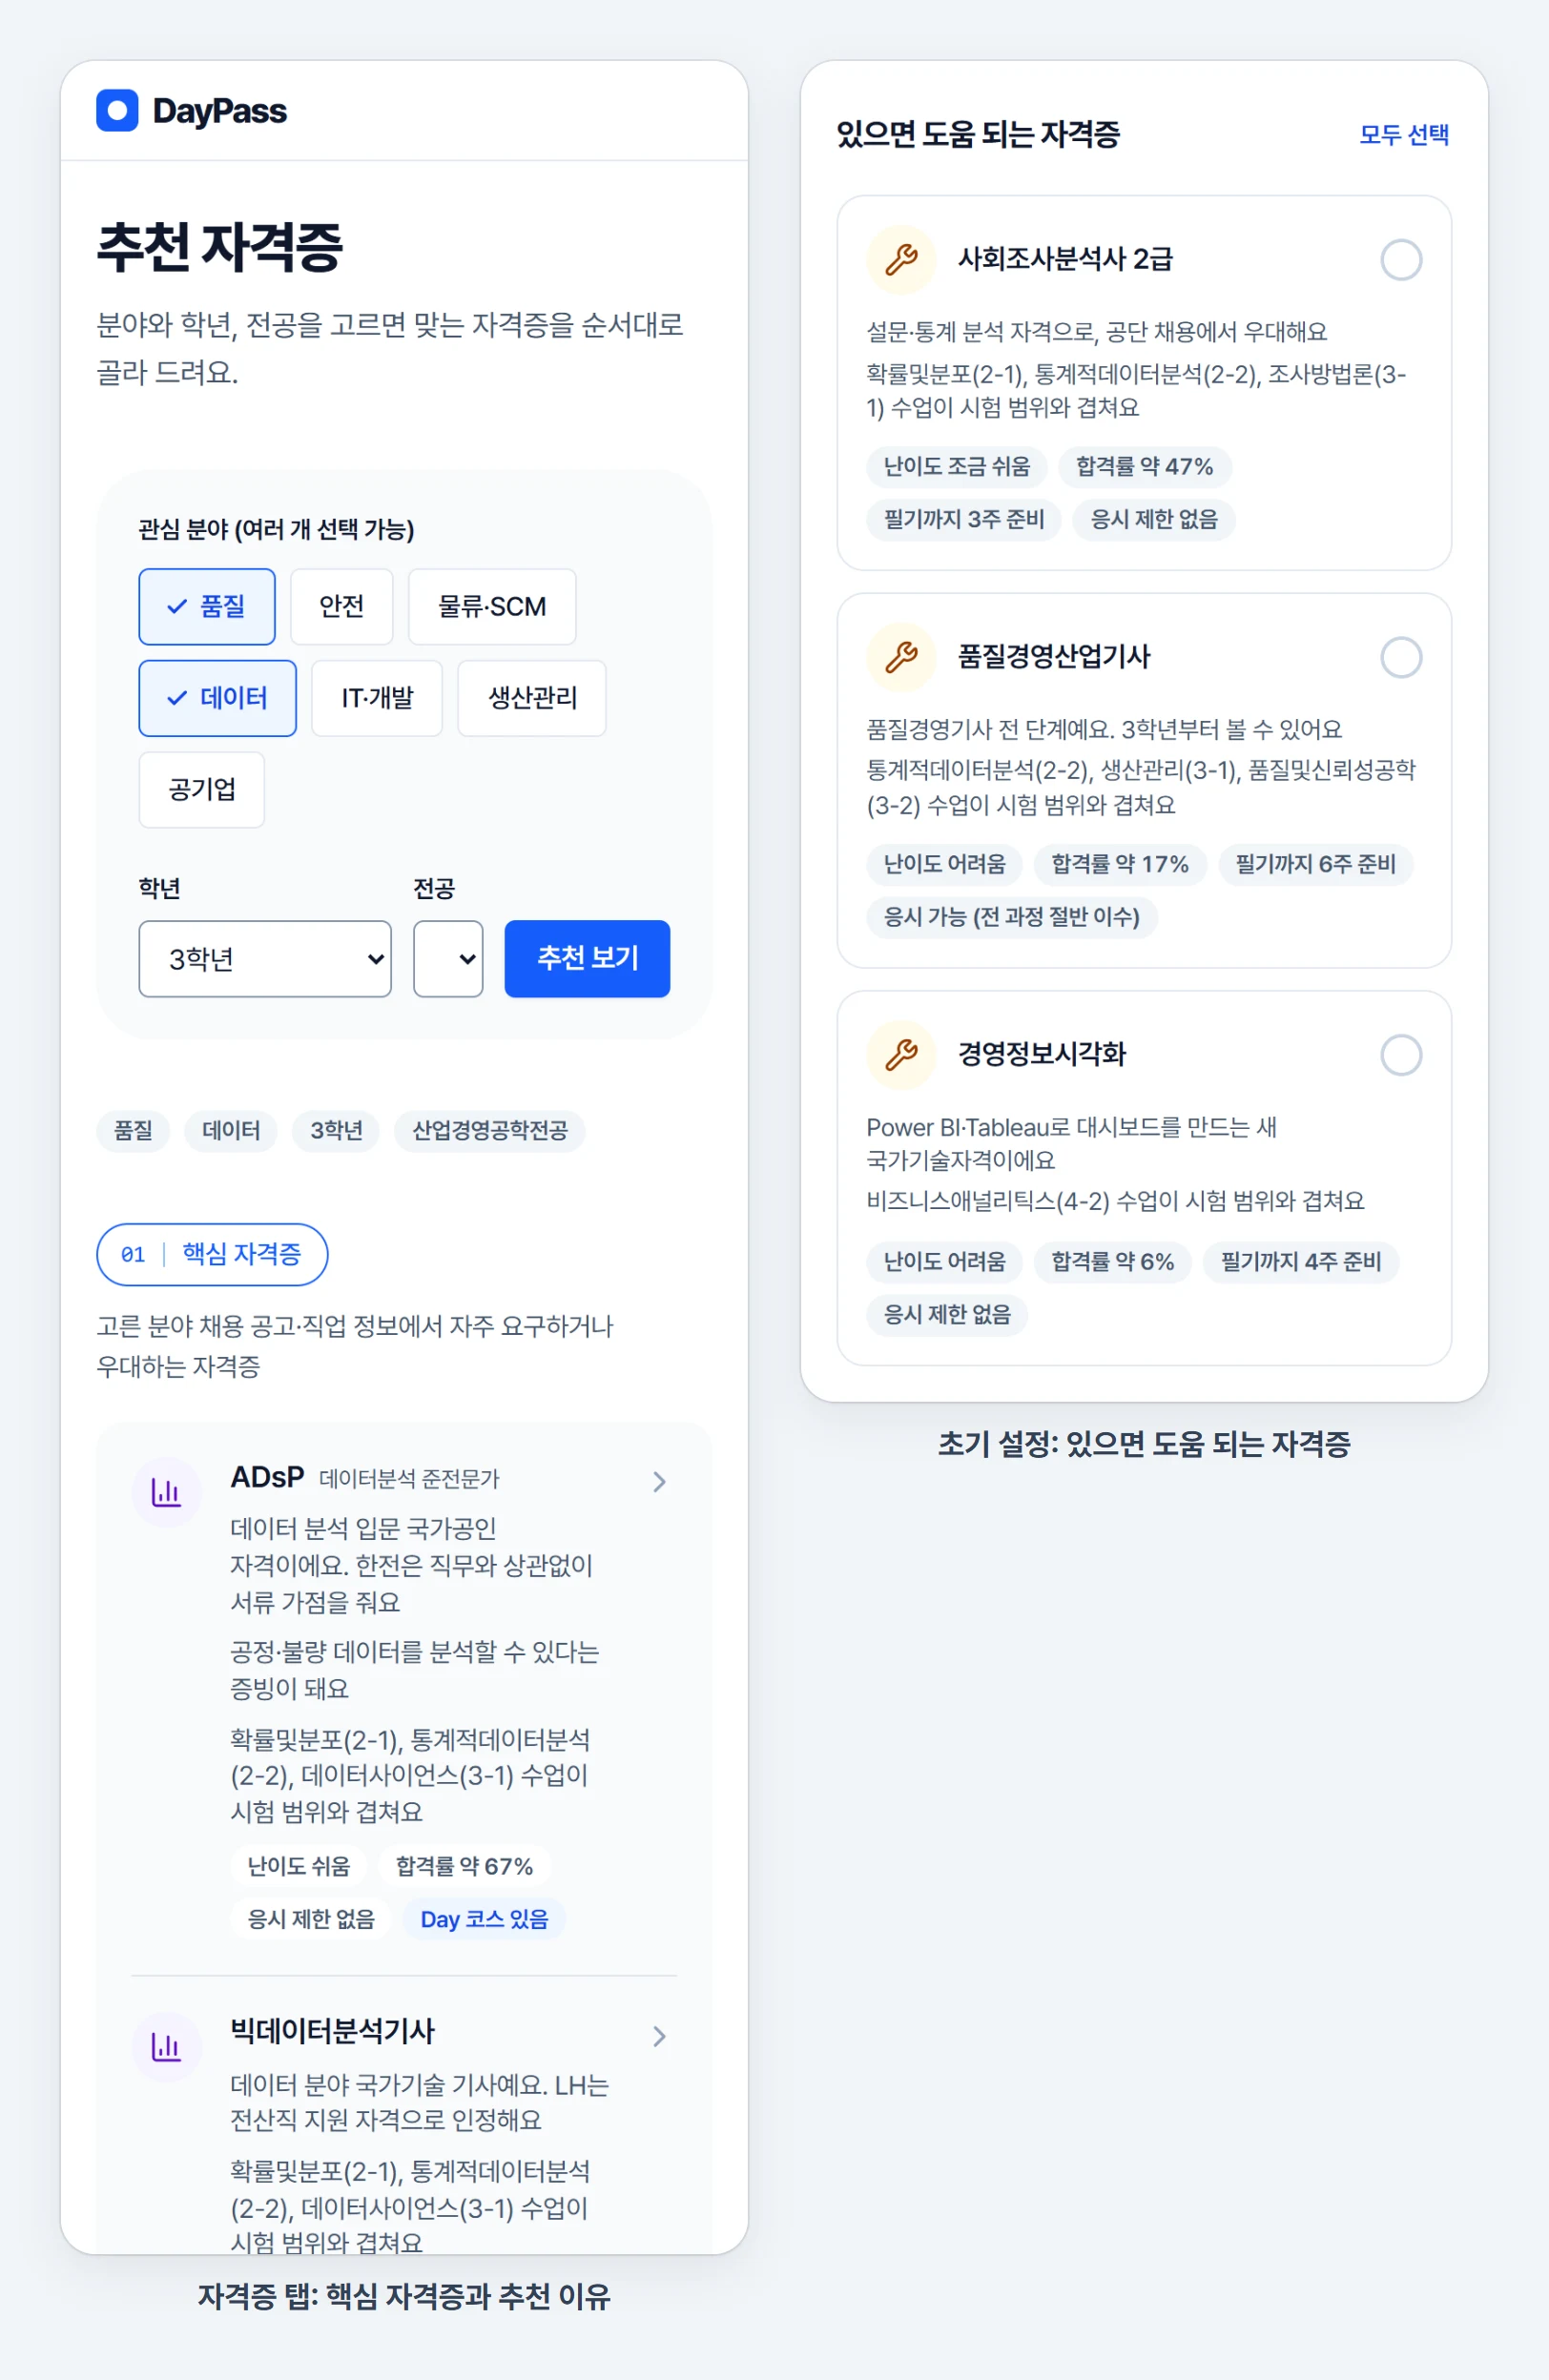 DayPass
추천 자격증
분야와 학년, 전공을 고르면 맞는 자격증을 순서대로
골라 드려요.
관심 분야 (여러 개 선택 가능)
품질
안전
물류·SCM
데이터
IT·개발
생산관리
공기업
학년
전공
3학년
추천 보기
품질
데이터
3학년
산업경영공학전공
01 | 핵심 자격증
고른 분야 채용 공고·직업 정보에서 자주 요구하거나
우대하는 자격증
ADsP 데이터분석 준전문가
데이터 분석 입문 국가공인
자격이에요. 한전은 직무와 상관없이
서류 가점을 줘요
공정·불량 데이터를 분석할 수 있다는
증빙이 돼요
확률및분포(2-1), 통계적데이터분석
(2-2), 데이터사이언스(3-1) 수업이
시험 범위와 겹쳐요
난이도 쉬움
합격률 약 67%
응시 제한 없음
Day 코스 있음
빅데이터분석기사
데이터 분야 국가기술 기사예요. LH는
전산직 지원 자격으로 인정해요
확률및분포(2-1), 통계적데이터분석
(2-2), 데이터사이언스(3-1) 수업이
시험 범위와 겹쳐요
자격증 탭: 핵심 자격증과 추천 이유
있으면 도움 되는 자격증
모두 선택
사회조사분석사 2급
설문·통계 분석 자격으로, 공단 채용에서 우대해요
확률및분포(2-1), 통계적데이터분석(2-2), 조사방법론(3-
1) 수업이 시험 범위와 겹쳐요
난이도 조금 쉬움
합격률 약 47%
필기까지 3주 준비
응시 제한 없음
품질경영산업기사
품질경영기사 전 단계예요. 3학년부터 볼 수 있어요
통계적데이터분석(2-2), 생산관리(3-1), 품질및신뢰성공학
(3-2) 수업이 시험 범위와 겹쳐요
난이도 어려움
합격률 약 17%
필기까지 6주 준비
응시 가능 (전 과정 절반 이수)
경영정보시각화
Power BI·Tableau로 대시보드를 만드는 새
국가기술자격이에요
비즈니스애널리틱스(4-2) 수업이 시험 범위와 겹쳐요
난이도 어려움
합격률 약 6%
필기까지 4주 준비
응시 제한 없음
초기 설정: 있으면 도움 되는 자격증